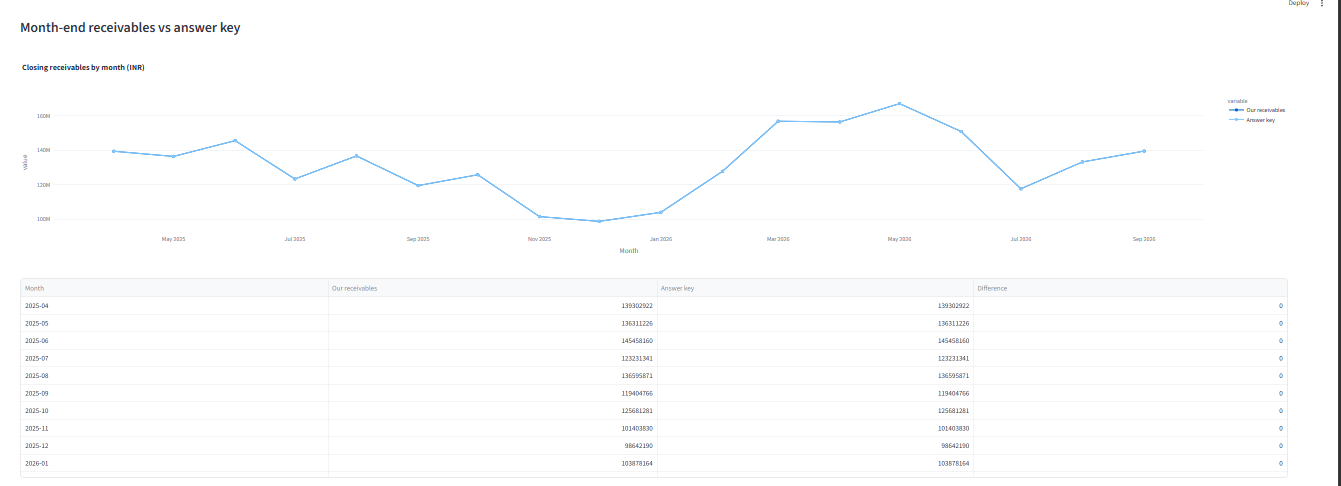 Deploy
Month-end receivables vs answer key
Closing receivables by month (INR)
variable
Our receivables
Answer key
value
160M
140M
120M
100M
May 2025 Jul 2025 Sep 2025 Nov 2025 Jan 2026 Mar 2026 May 2026 Jul 2026 Sep 2026
Month
Month Our receivables Answer key Difference
2025-04 139302922 139302922 0
2025-05 136311226 136311226 0
2025-06 145458160 145458160 0
2025-07 123231341 123231341 0
2025-08 136595871 136595871 0
2025-09 119404766 119404766 0
2025-10 125681281 125681281 0
2025-11 101403830 101403830 0
2025-12 98642190 98642190 0
2026-01 103878164 103878164 0